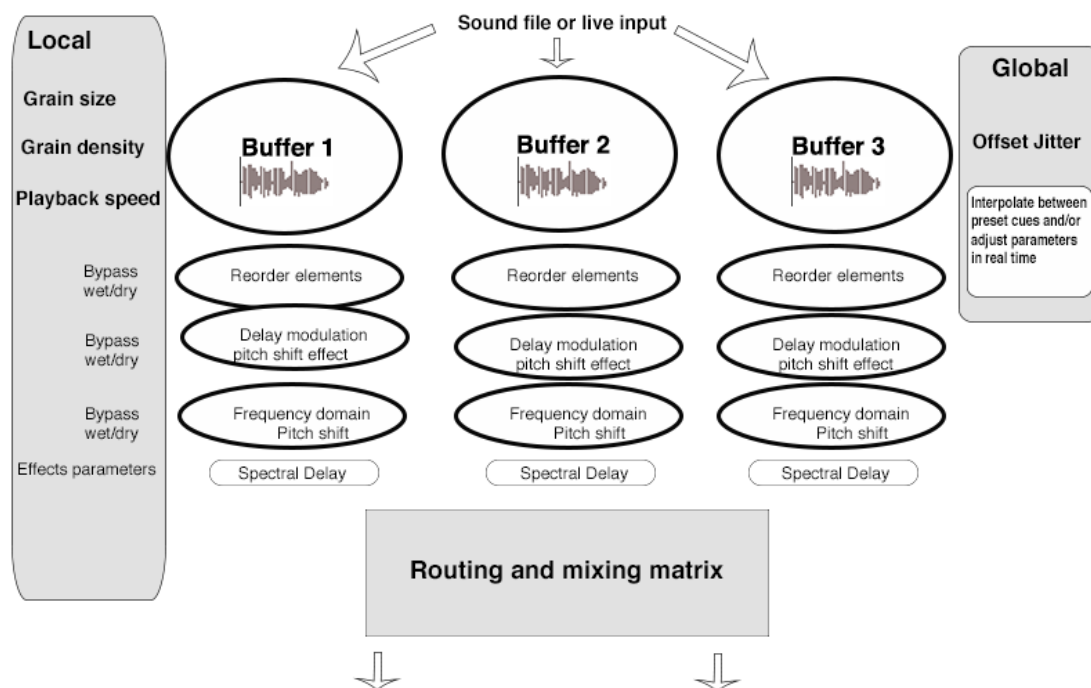 Sound file or live input
Local
Grain size
Grain density
Playback speed
Bypass
wet/dry
Bypass
wet/dry
Bypass
wet/dry
Effects parameters
Buffer 1
Reorder elements
Delay modulation
pitch shift effect
Frequency domain
Pitch shift
Spectral Delay
Buffer 2
Reorder elements
Delay modulation
pitch shift effect
Frequency domain
Pitch shift
Spectral Delay
Buffer 3
Reorder elements
Delay modulation
pitch shift effect
Frequency domain
Pitch shift
Spectral Delay
Global
Offset Jitter
Interpolate between
preset cues and/or
adjust parameters
in real time
Routing and mixing matrix